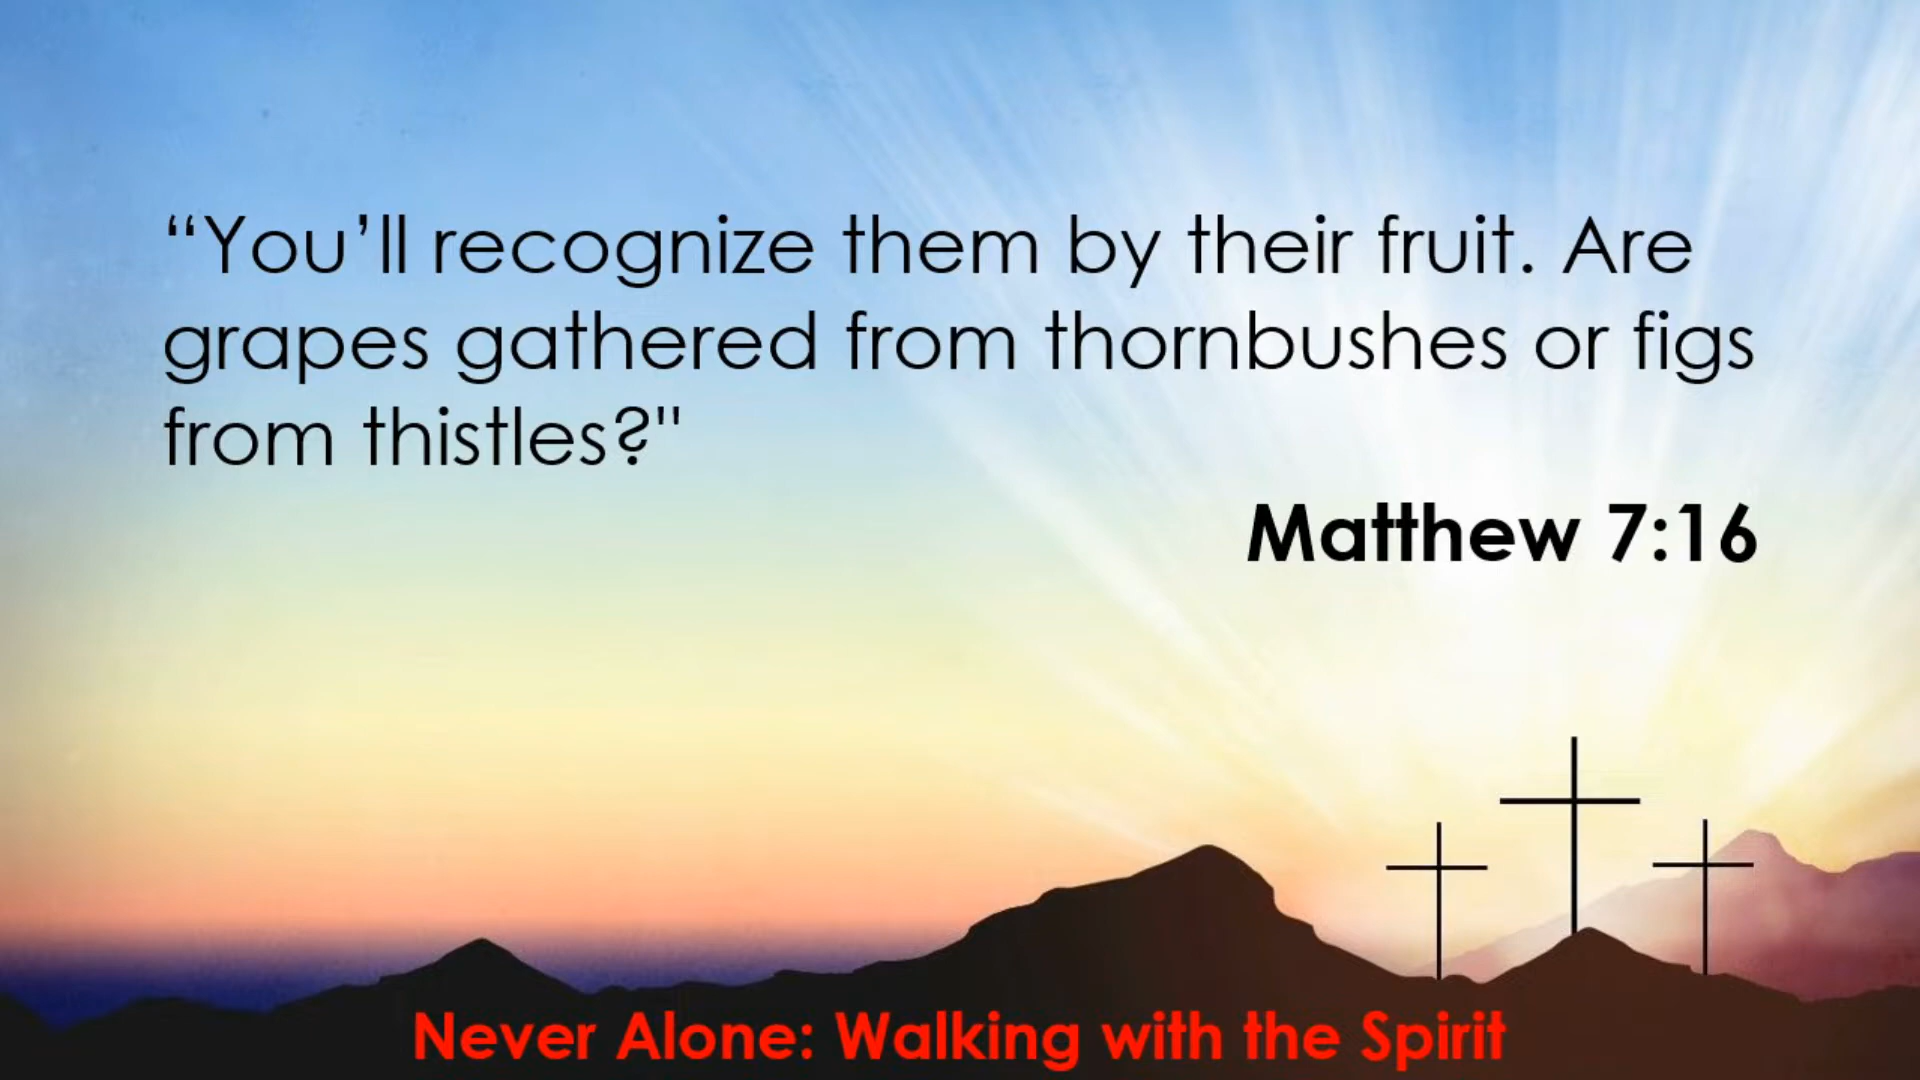 “You’ll recognize them by their fruit. Are
grapes gathered from thornbushes or figs
from thistles?"
Matthew 7:16
Never Alone: Walking with the Spirit